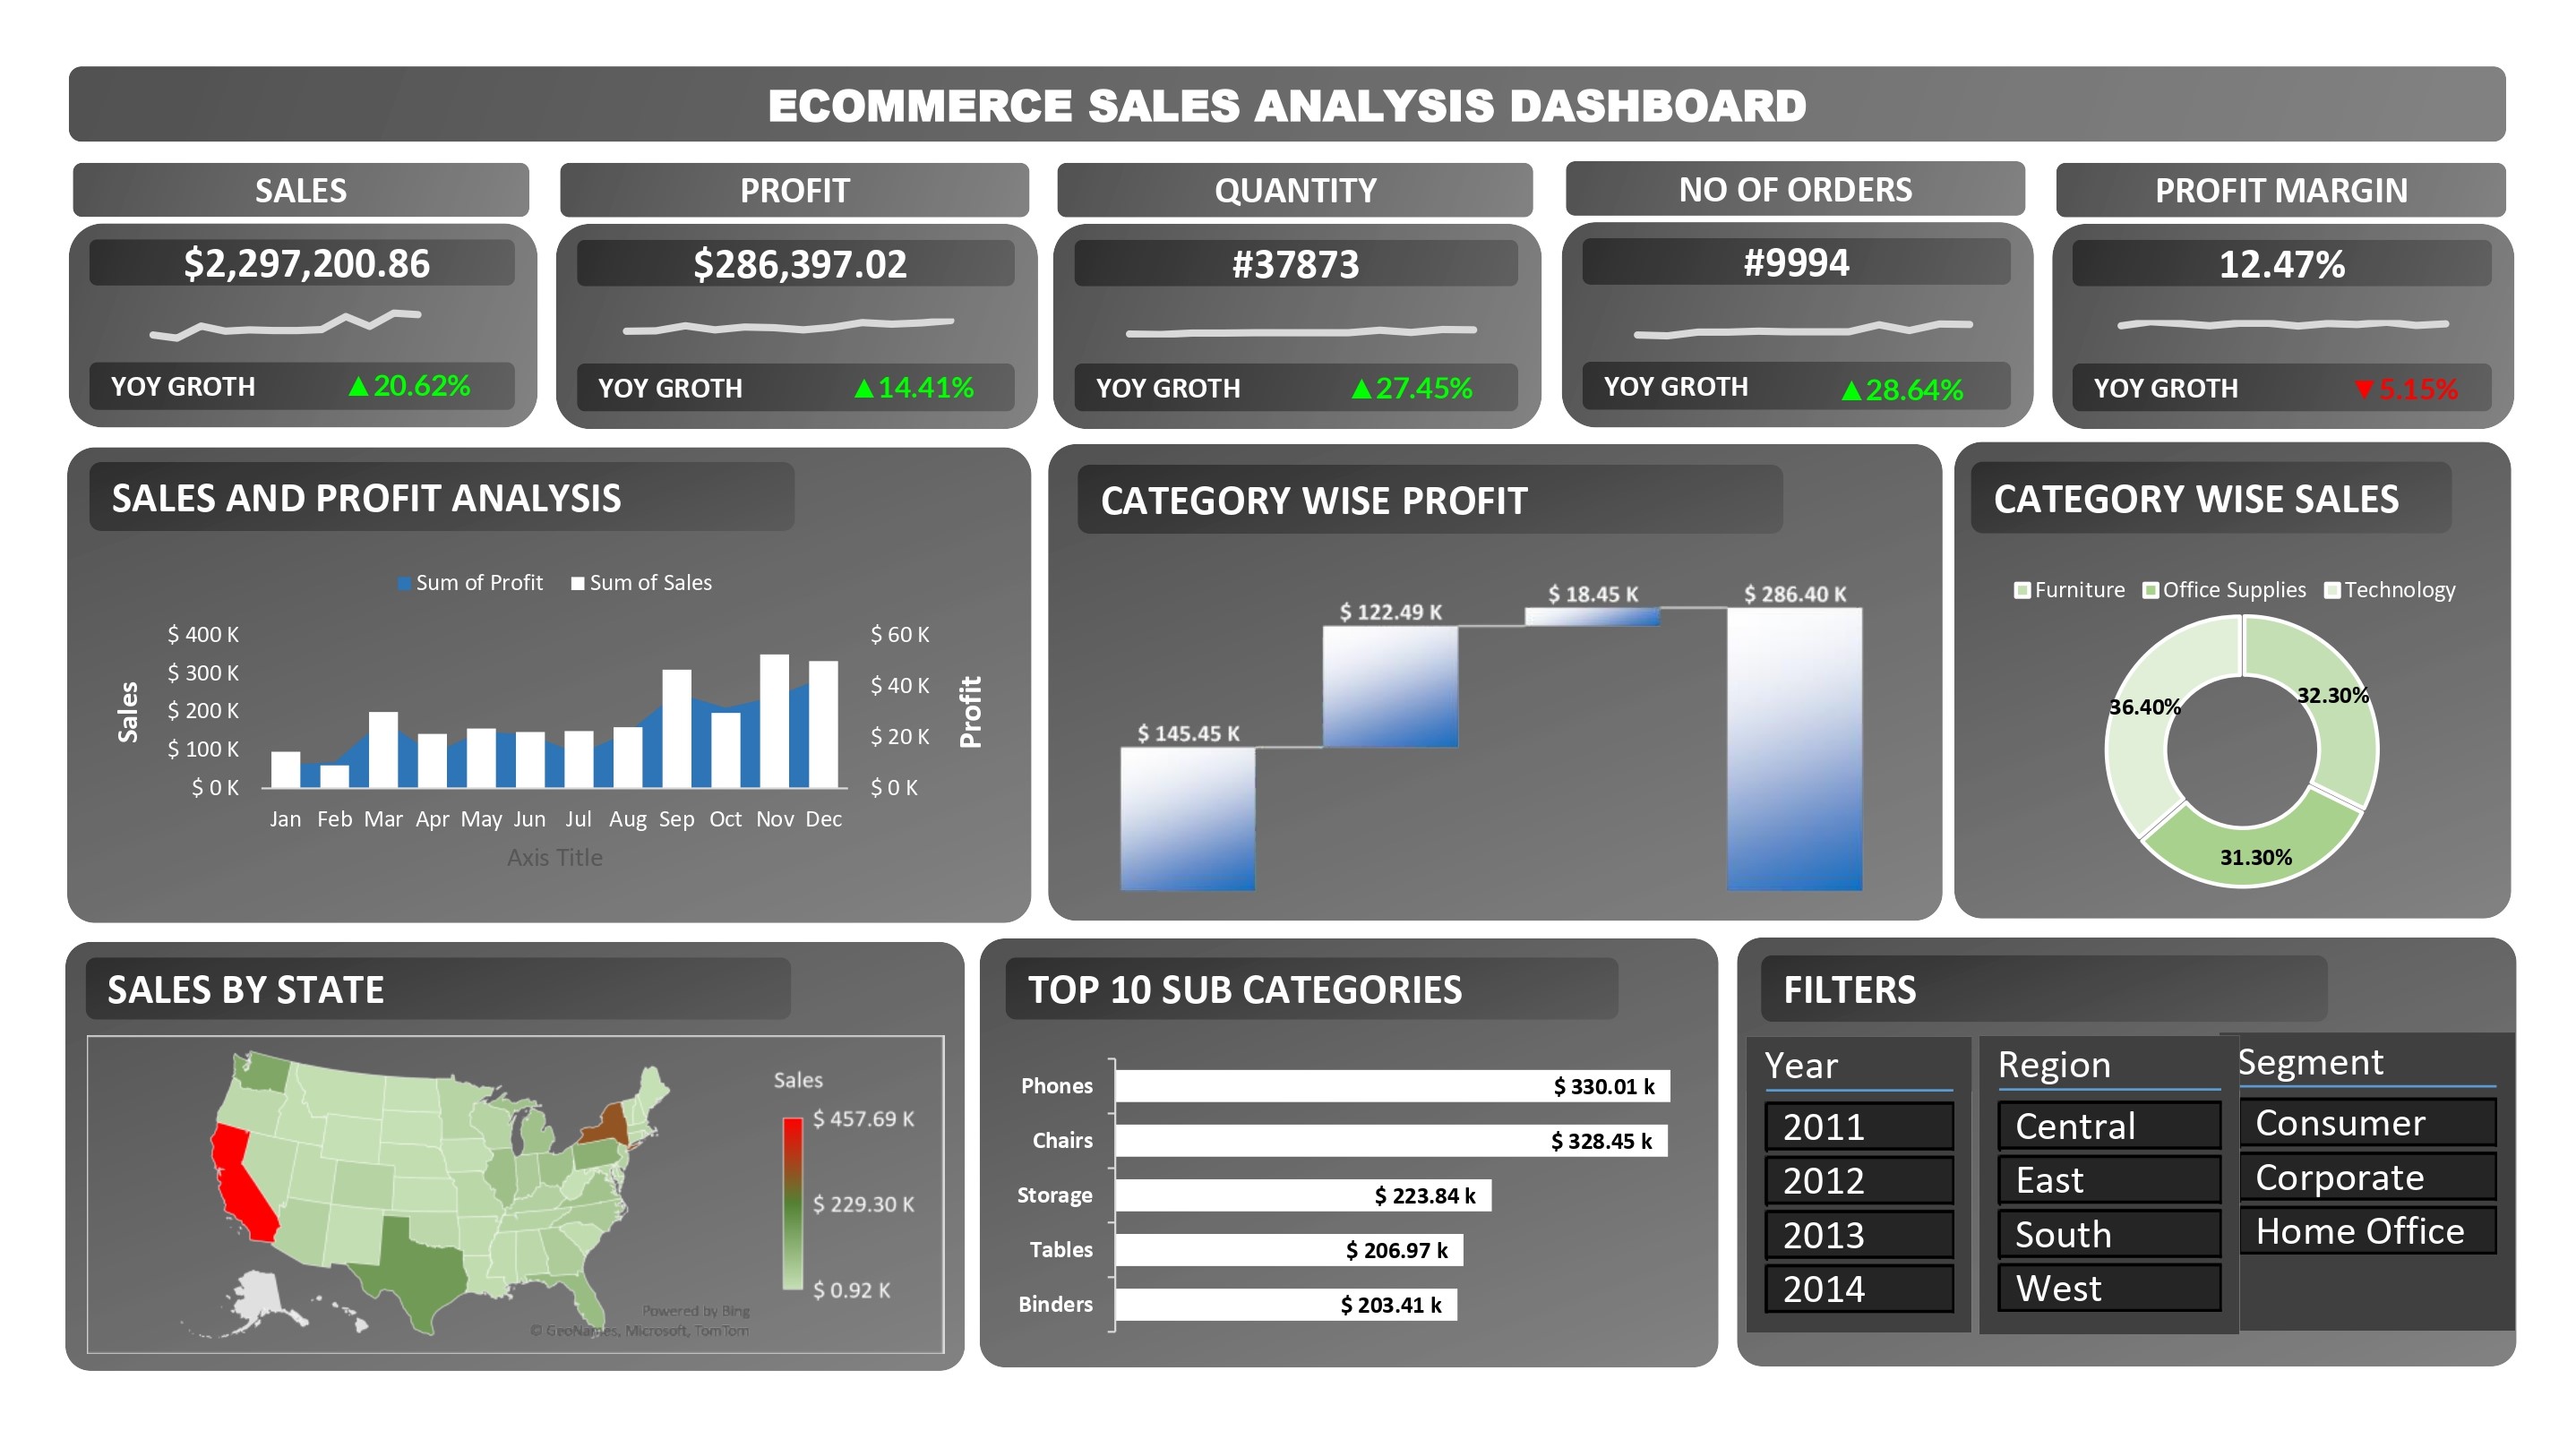 ECOMMERCE SALES ANALYSIS DASHBOARD
SALES
$2,297,200.86
YOY GROTH ▲20.62%
PROFIT
$286,397.02
YOY GROTH ▲14.41%
QUANTITY
#37873
YOY GROTH ▲27.45%
NO OF ORDERS
#9994
YOY GROTH ▲28.64%
PROFIT MARGIN
12.47%
YOY GROTH ▼5.15%
SALES AND PROFIT ANALYSIS
Sum of Profit Sum of Sales
Sales
$ 400 K
$ 300 K
$ 200 K
$ 100 K
$ 0 K
$ 60 K
$ 40 K
$ 20 K
$ 0 K
Profit
Jan Feb Mar Apr May Jun Jul Aug Sep Oct Nov Dec
Axis Title
CATEGORY WISE PROFIT
$ 145.45 K
$ 122.49 K
$ 18.45 K
$ 286.40 K
CATEGORY WISE SALES
Furniture Office Supplies Technology
36.40%
32.30%
31.30%
SALES BY STATE
Sales
$ 457.69 K
$ 229.30 K
$ 0.92 K
Powered by Bing
© GeoNames, Microsoft, TomTom
TOP 10 SUB CATEGORIES
Phones $ 330.01 k
Chairs $ 328.45 k
Storage $ 223.84 k
Tables $ 206.97 k
Binders $ 203.41 k
FILTERS
Year
2011
2012
2013
2014
Region
Central
East
South
West
Segment
Consumer
Corporate
Home Office